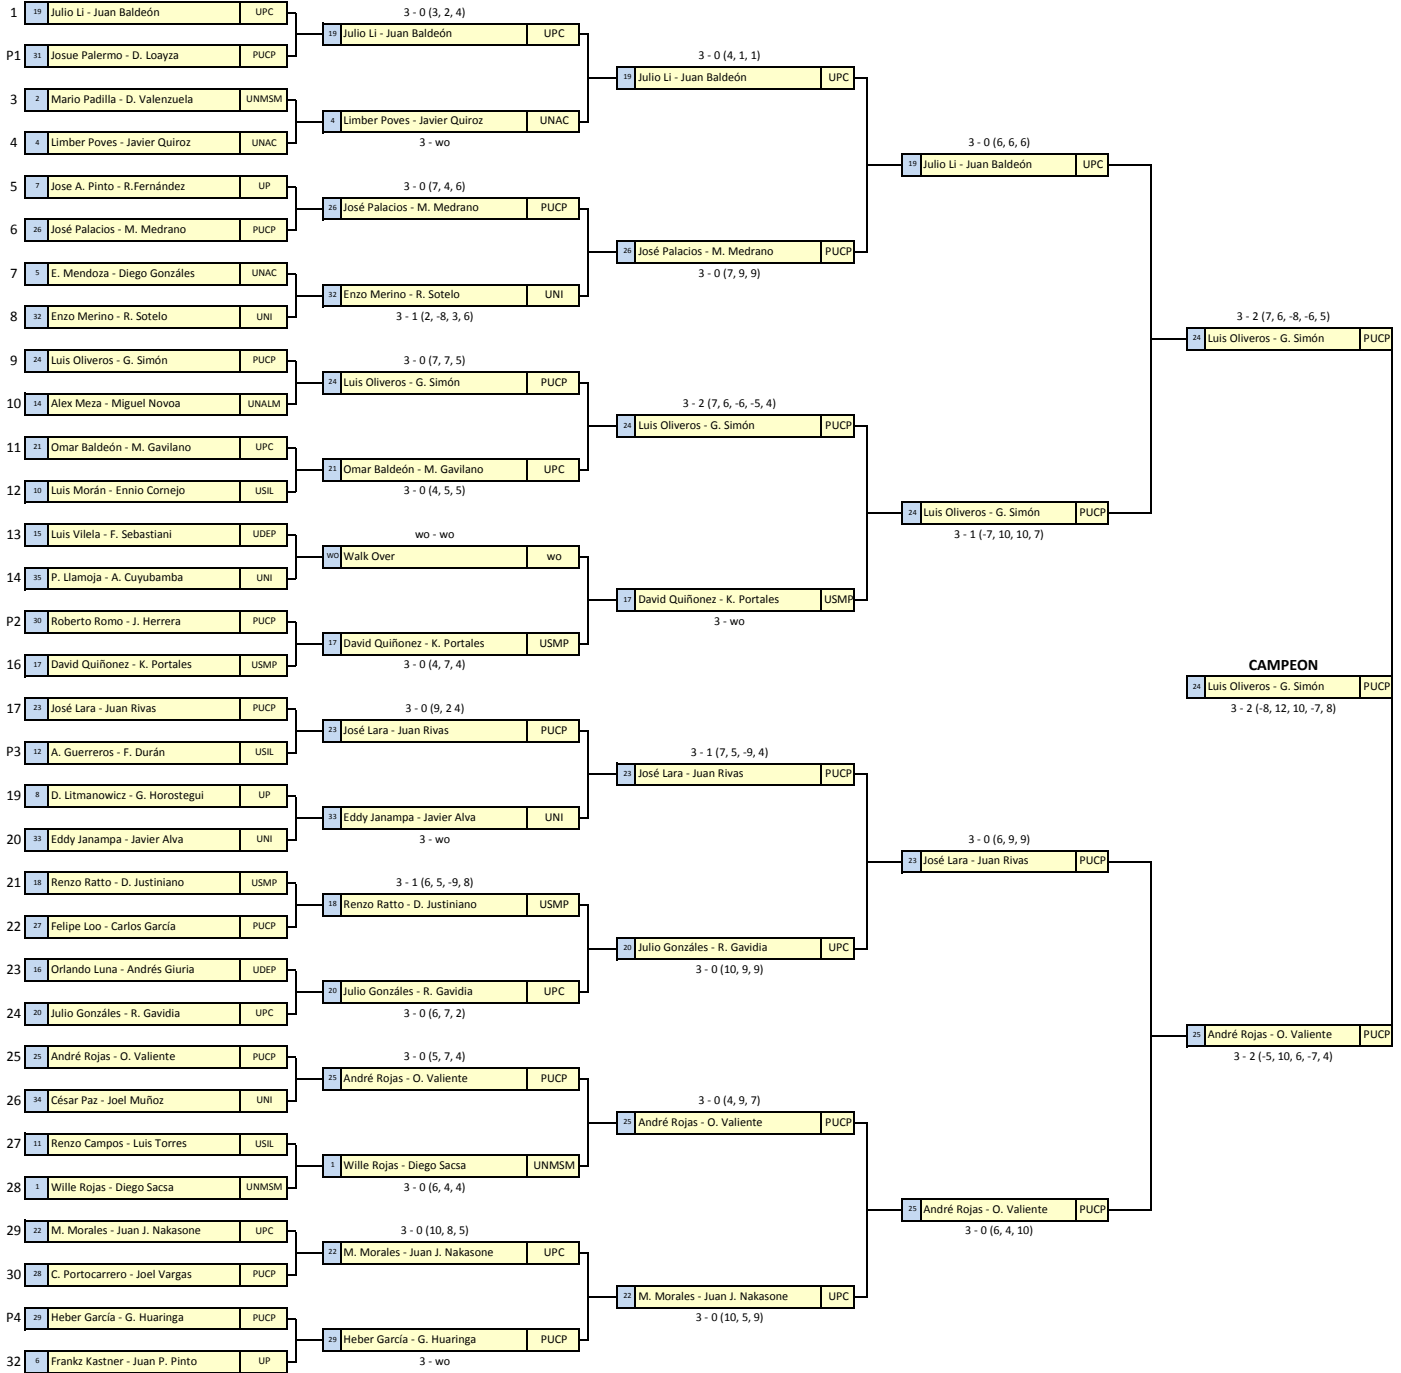 1 19 Julio Li - Juan Baldeón UPC
P1 31 Josue Palermo - D. Loayza PUCP
3 2 Mario Padilla - D. Valenzuela UNMSM
4 4 Limber Poves - Javier Quiroz UNAC
5 7 Jose A. Pinto - R.Fernández UP
6 26 José Palacios - M. Medrano PUCP
7 5 E. Mendoza - Diego Gonzáles UNAC
8 32 Enzo Merino - R. Sotelo UNI
9 24 Luis Oliveros - G. Simón PUCP
10 14 Alex Meza - Miguel Novoa UNALM
11 21 Omar Baldeón - M. Gavilano UPC
12 10 Luis Morán - Ennio Cornejo USIL
13 15 Luis Vilela - F. Sebastiani UDEP
14 35 P. Llamoja - A. Cuyubamba UNI
P2 30 Roberto Romo - J. Herrera PUCP
16 17 David Quiñonez - K. Portales USMP
17 23 José Lara - Juan Rivas PUCP
P3 12 A. Guerreros - F. Durán USIL
19 8 D. Litmanowicz - G. Horostegui UP
20 33 Eddy Janampa - Javier Alva UNI
21 18 Renzo Ratto - D. Justiniano USMP
22 27 Felipe Loo - Carlos García PUCP
23 16 Orlando Luna - Andrés Giuria UDEP
24 20 Julio Gonzáles - R. Gavidia UPC
25 25 André Rojas - O. Valiente PUCP
26 34 César Paz - Joel Muñoz UNI
27 11 Renzo Campos - Luis Torres USIL
28 1 Wille Rojas - Diego Sacsa UNMSM
29 22 M. Morales - Juan J. Nakasone UPC
30 28 C. Portocarrero - Joel Vargas PUCP
P4 29 Heber García - G. Huaringa PUCP
32 6 Frankz Kastner - Juan P. Pinto UP
3 - 0 (3, 2, 4)
19 Julio Li - Juan Baldeón UPC
4 Limber Poves - Javier Quiroz UNAC
3 - wo
3 - 0 (7, 4, 6)
26 José Palacios - M. Medrano PUCP
32 Enzo Merino - R. Sotelo UNI
3 - 1 (2, -8, 3, 6)
3 - 0 (7, 7, 5)
24 Luis Oliveros - G. Simón PUCP
21 Omar Baldeón - M. Gavilano UPC
3 - 0 (4, 5, 5)
wo - wo
wo Walk Over wo
17 David Quiñonez - K. Portales USMP
3 - 0 (4, 7, 4)
3 - 0 (9, 2 4)
23 José Lara - Juan Rivas PUCP
33 Eddy Janampa - Javier Alva UNI
3 - wo
3 - 1 (6, 5, -9, 8)
18 Renzo Ratto - D. Justiniano USMP
20 Julio Gonzáles - R. Gavidia UPC
3 - 0 (6, 7, 2)
3 - 0 (5, 7, 4)
25 André Rojas - O. Valiente PUCP
1 Wille Rojas - Diego Sacsa UNMSM
3 - 0 (6, 4, 4)
3 - 0 (10, 8, 5)
22 M. Morales - Juan J. Nakasone UPC
29 Heber García - G. Huaringa PUCP
3 - wo
3 - 0 (4, 1, 1)
19 Julio Li - Juan Baldeón UPC
26 José Palacios - M. Medrano PUCP
3 - 0 (7, 9, 9)
3 - 2 (7, 6, -6, -5, 4)
24 Luis Oliveros - G. Simón PUCP
17 David Quiñonez - K. Portales USMP
3 - wo
3 - 1 (7, 5, -9, 4)
23 José Lara - Juan Rivas PUCP
20 Julio Gonzáles - R. Gavidia UPC
3 - 0 (10, 9, 9)
3 - 0 (4, 9, 7)
25 André Rojas - O. Valiente PUCP
22 M. Morales - Juan J. Nakasone UPC
3 - 0 (10, 5, 9)
3 - 0 (6, 6, 6)
19 Julio Li - Juan Baldeón UPC
24 Luis Oliveros - G. Simón PUCP
3 - 1 (-7, 10, 10, 7)
3 - 0 (6, 9, 9)
23 José Lara - Juan Rivas PUCP
25 André Rojas - O. Valiente PUCP
3 - 0 (6, 4, 10)
3 - 2 (7, 6, -8, -6, 5)
24 Luis Oliveros - G. Simón PUCP
CAMPEON
24 Luis Oliveros - G. Simón PUCP
3 - 2 (-8, 12, 10, -7, 8)
25 André Rojas - O. Valiente PUCP
3 - 2 (-5, 10, 6, -7, 4)